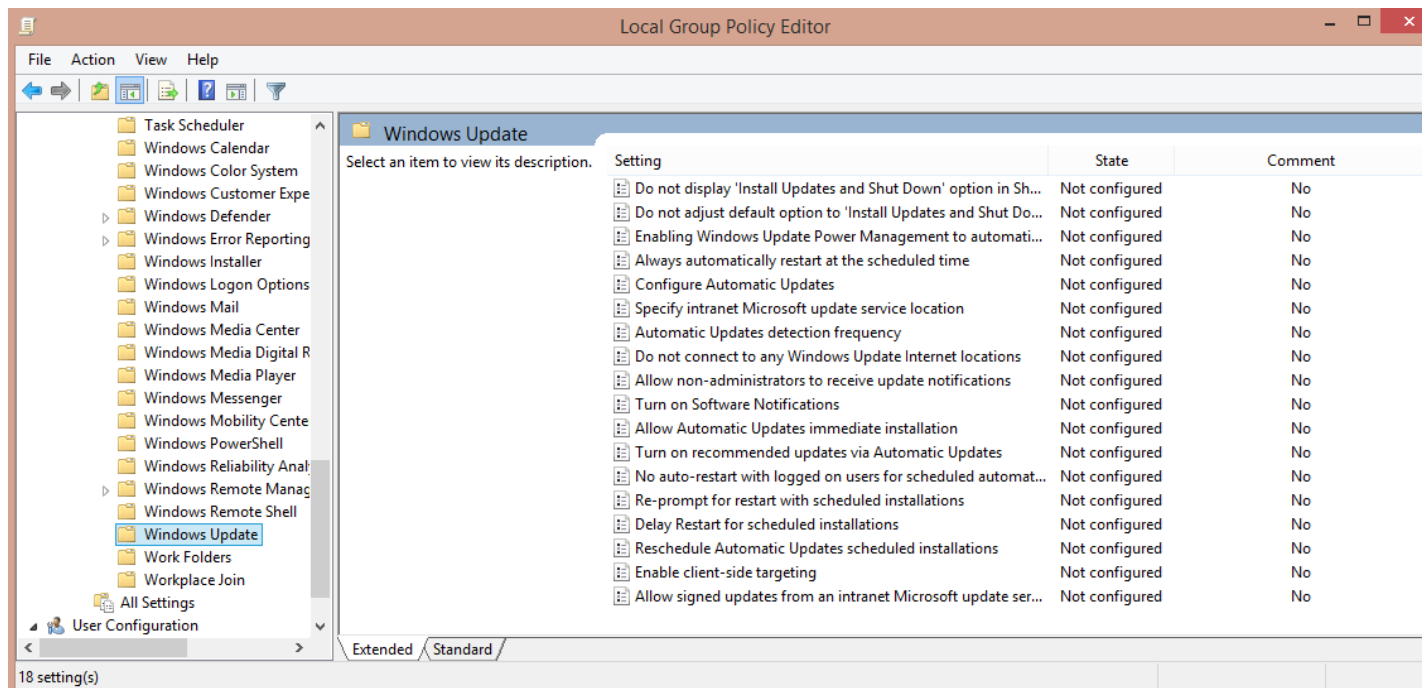 Local Group Policy Editor
File Action View Help
Task Scheduler
Windows Calendar
Windows Color System
Windows Customer Expe
Windows Defender
Windows Error Reporting
Windows Installer
Windows Logon Options
Windows Mail
Windows Media Center
Windows Media Digital R
Windows Media Player
Windows Messenger
Windows Mobility Cente
Windows PowerShell
Windows Reliability Anal
Windows Remote Manag
Windows Remote Shell
Windows Update
Work Folders
Workplace Join
All Settings
User Configuration
Windows Update
Select an item to view its description.
Setting State Comment
Do not display 'Install Updates and Shut Down' option in Sh... Not configured No
Do not adjust default option to 'Install Updates and Shut Do... Not configured No
Enabling Windows Update Power Management to automati... Not configured No
Always automatically restart at the scheduled time Not configured No
Configure Automatic Updates Not configured No
Specify intranet Microsoft update service location Not configured No
Automatic Updates detection frequency Not configured No
Do not connect to any Windows Update Internet locations Not configured No
Allow non-administrators to receive update notifications Not configured No
Turn on Software Notifications Not configured No
Allow Automatic Updates immediate installation Not configured No
Turn on recommended updates via Automatic Updates Not configured No
No auto-restart with logged on users for scheduled automat... Not configured No
Re-prompt for restart with scheduled installations Not configured No
Delay Restart for scheduled installations Not configured No
Reschedule Automatic Updates scheduled installations Not configured No
Enable client-side targeting Not configured No
Allow signed updates from an intranet Microsoft update ser... Not configured No
Extended Standard
18 setting(s)